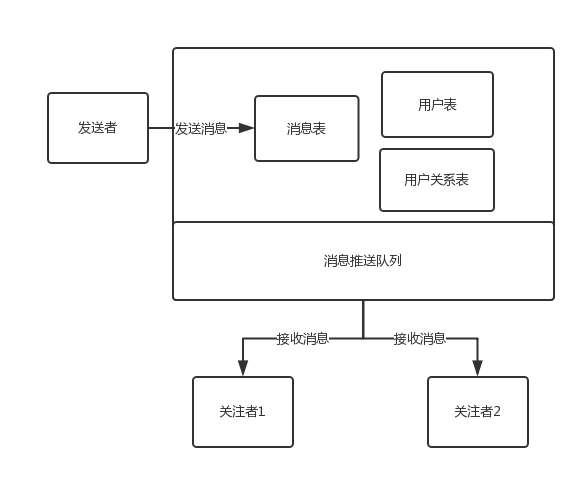 用户表
发送者
发送消息
消息表
用户关系表
消息推送队列
接收消息
接收消息
关注者1
关注者2